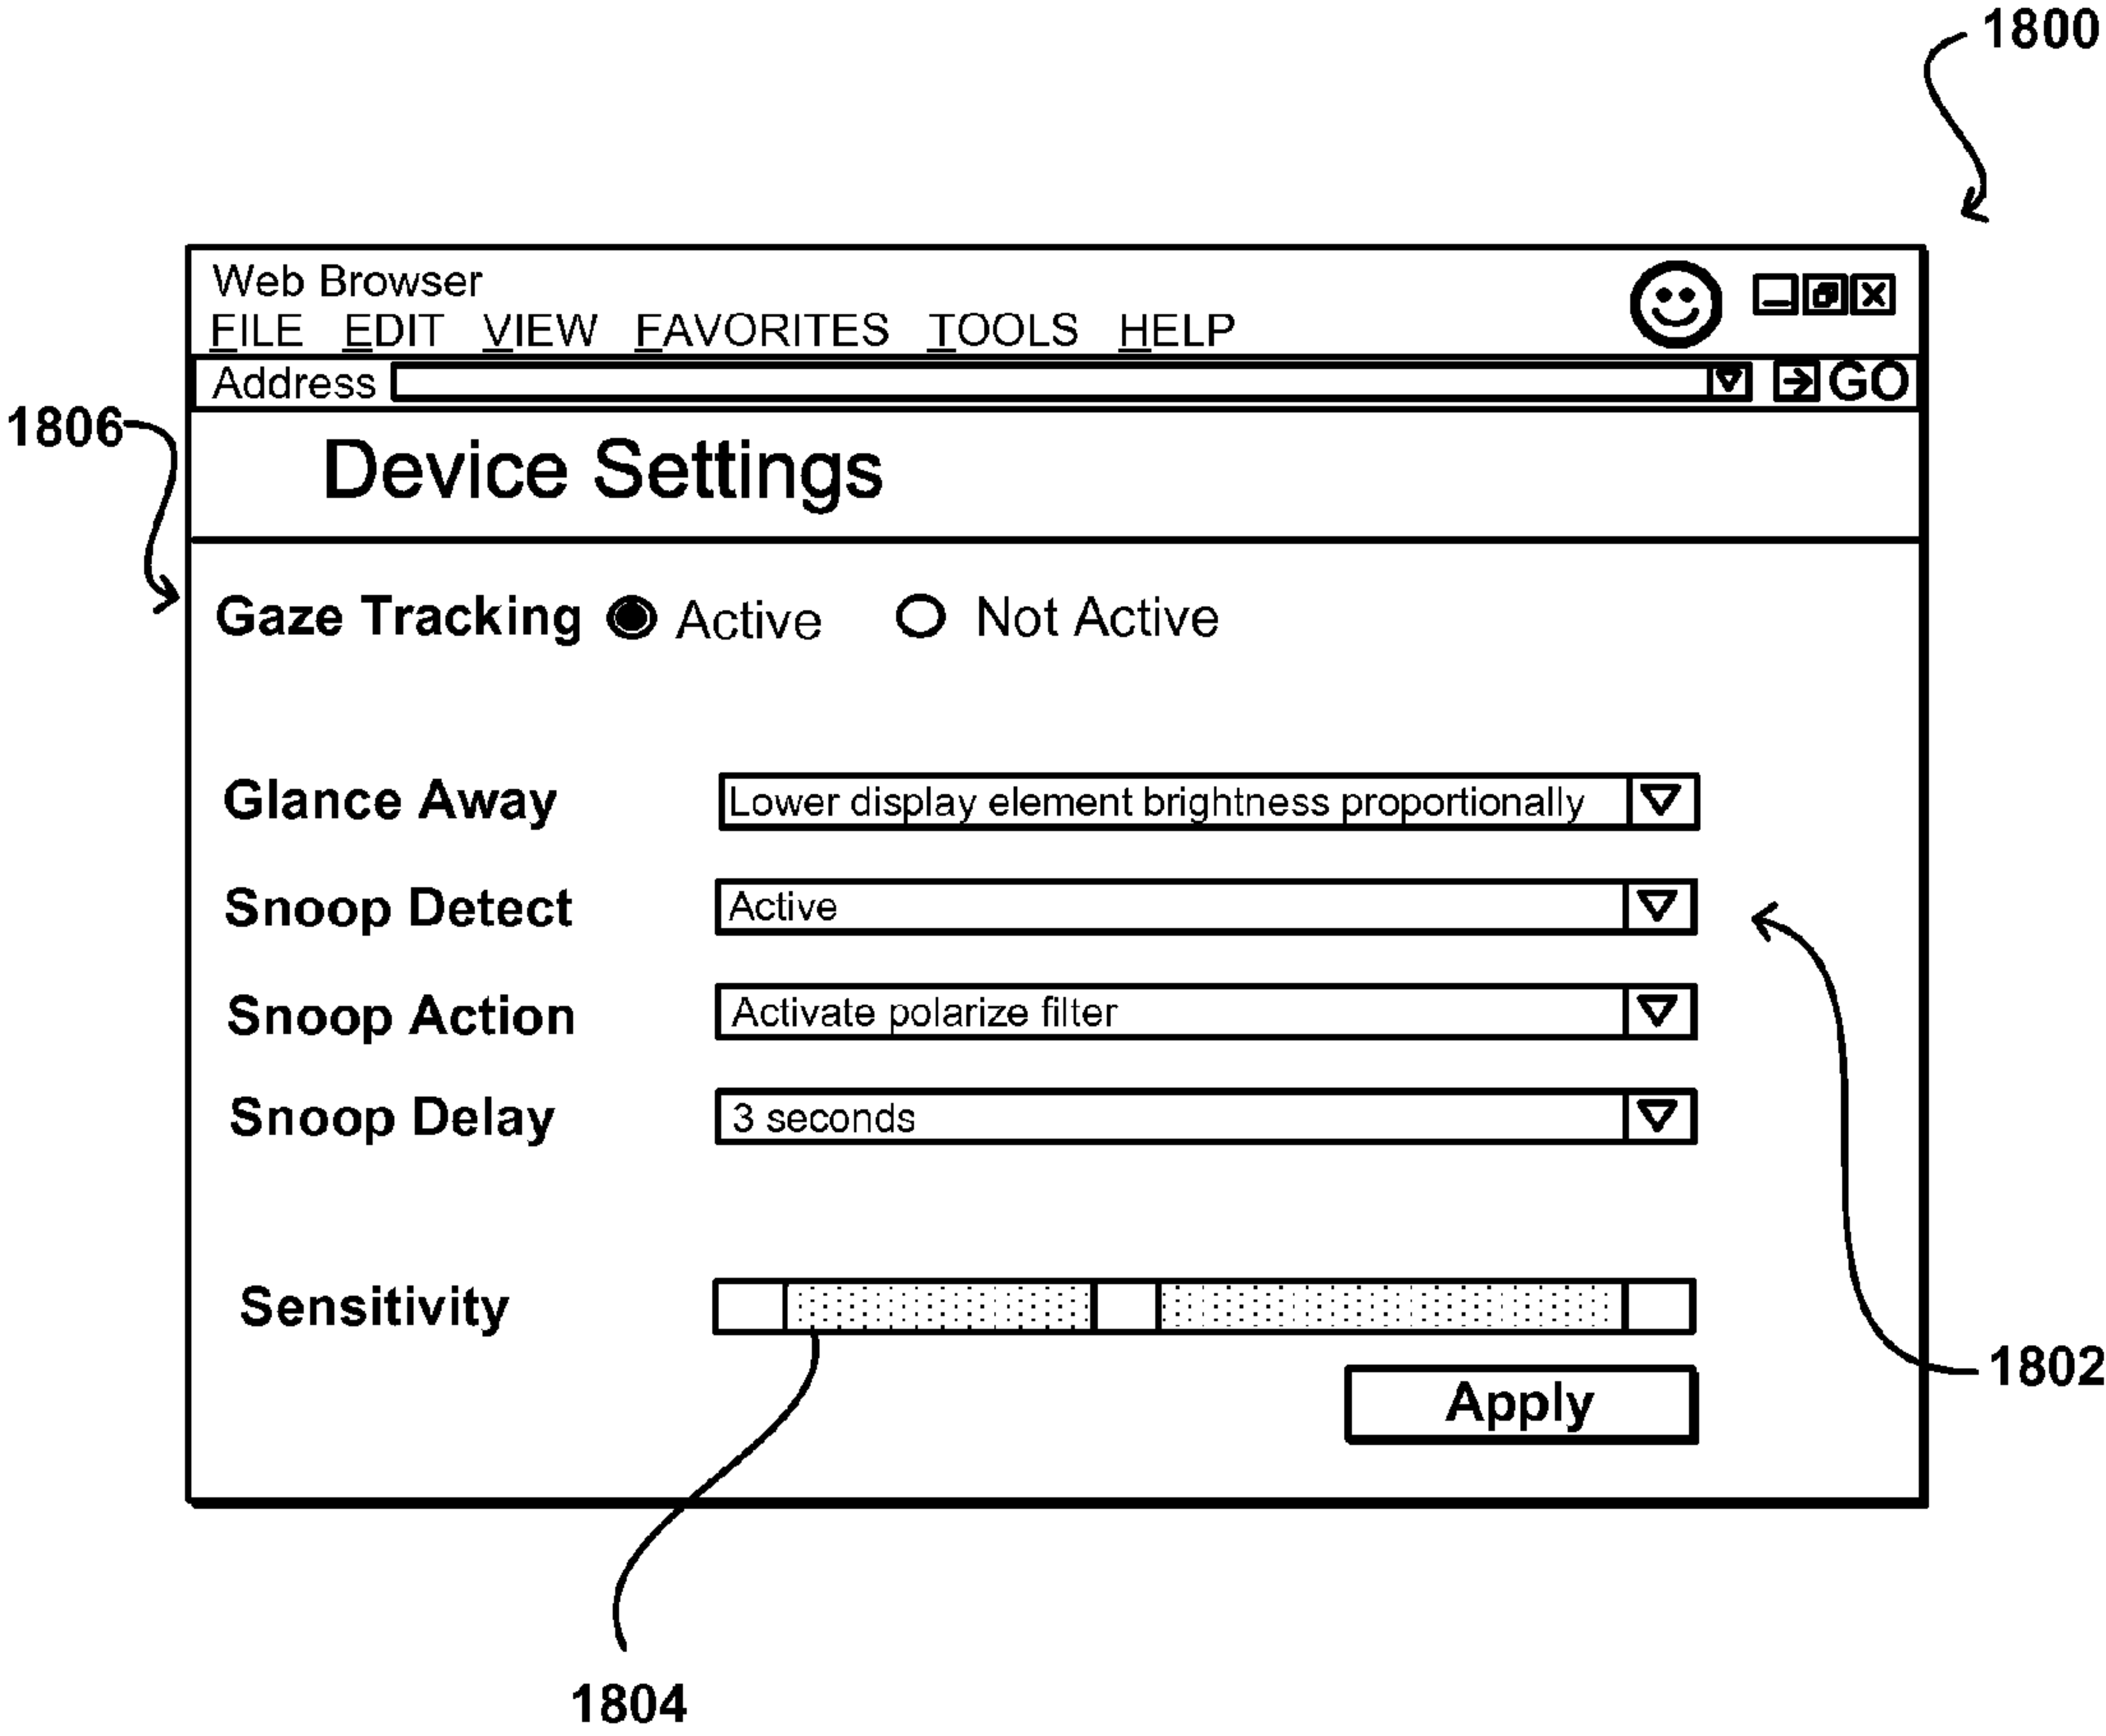 1800
Web Browser
FILE EDIT VIEW FAVORITES TOOLS HELP
Address GO
1806
Device Settings
Gaze Tracking Active Not Active
Glance Away Lower display element brightness proportionally
Snoop Detect Active
Snoop Action Activate polarize filter
Snoop Delay 3 seconds
Sensitivity
1802
Apply
1804